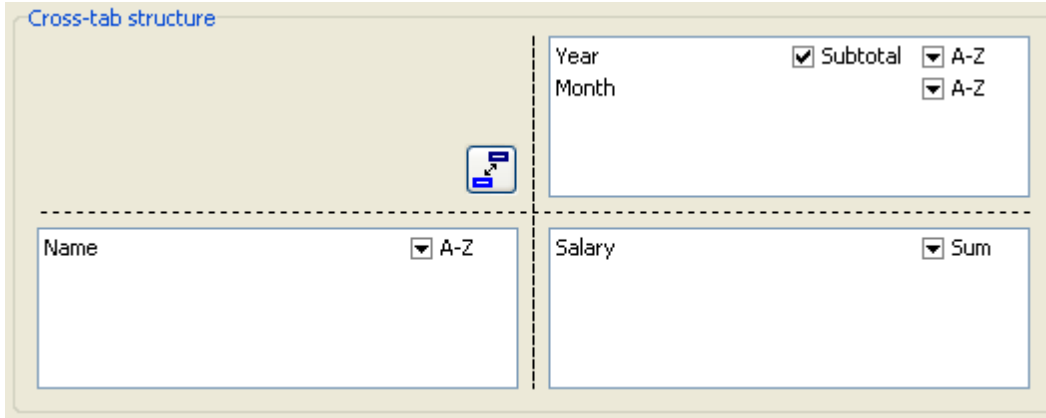 Cross-tab structure
Year Subtotal A-Z
Month A-Z
Name A-Z
Salary Sum